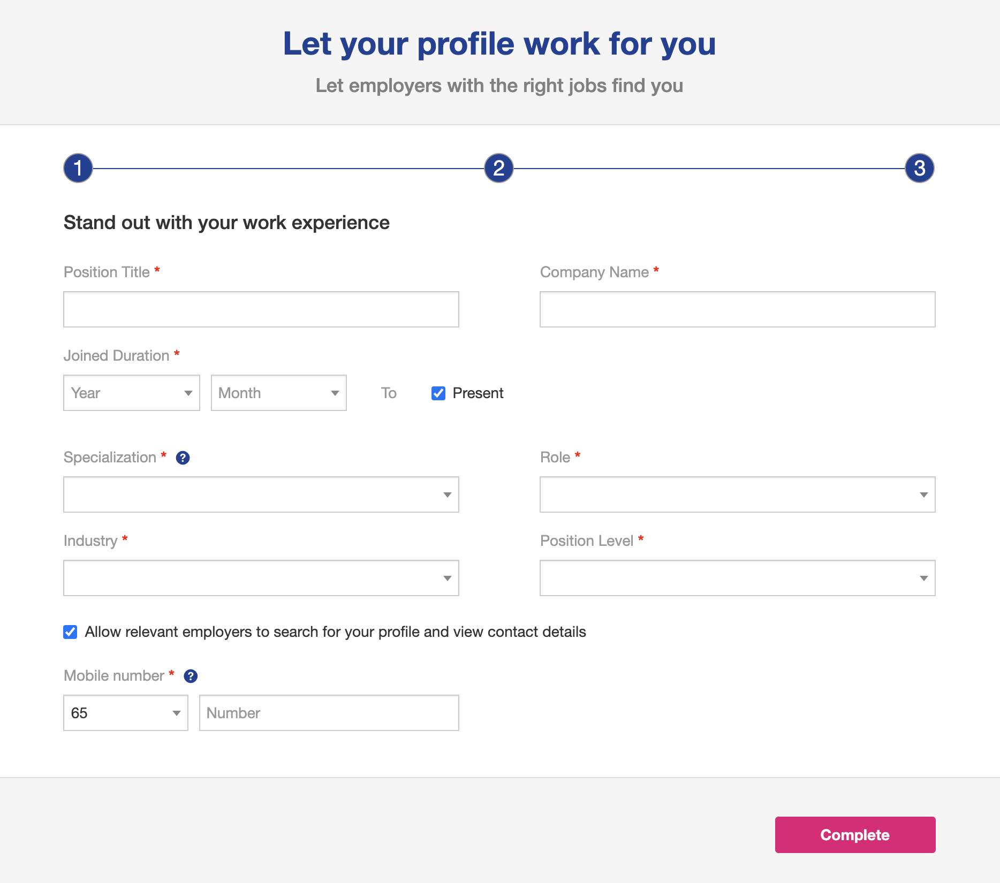 Let your profile work for you
Let employers with the right jobs find you
1 2 3
Stand out with your work experience
Position Title * Company Name *
Joined Duration *
Year Month To Present
Specialization * ? Role *
Industry * Position Level *
Allow relevant employers to search for your profile and view contact details
Mobile number * ?
65 Number
Complete